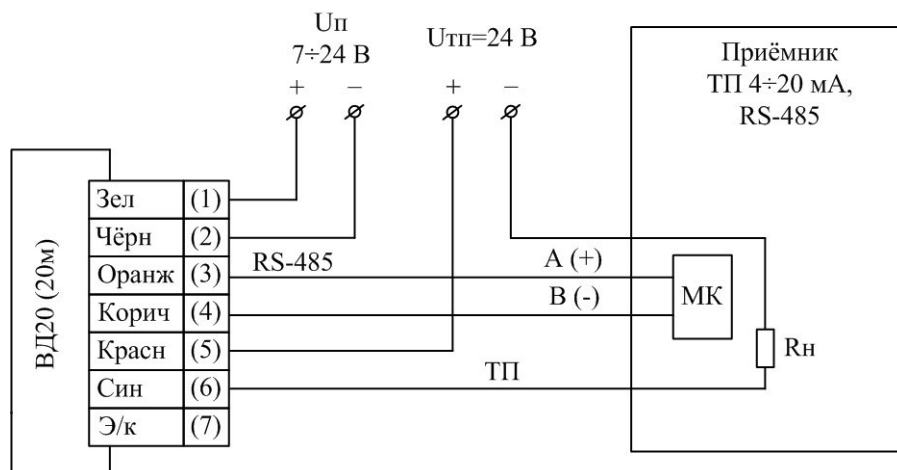 Uп
7÷24 В
Uтп=24 В
+
–
+
–
Приёмник
ТП 4÷20 мА,
RS-485
ВД20 (20м)
Зел (1)
Чёрн (2)
Оранж (3)
Корич (4)
Красн (5)
Син (6)
Э/к (7)
RS-485
A (+)
B (-)
МК
ТП
Rн